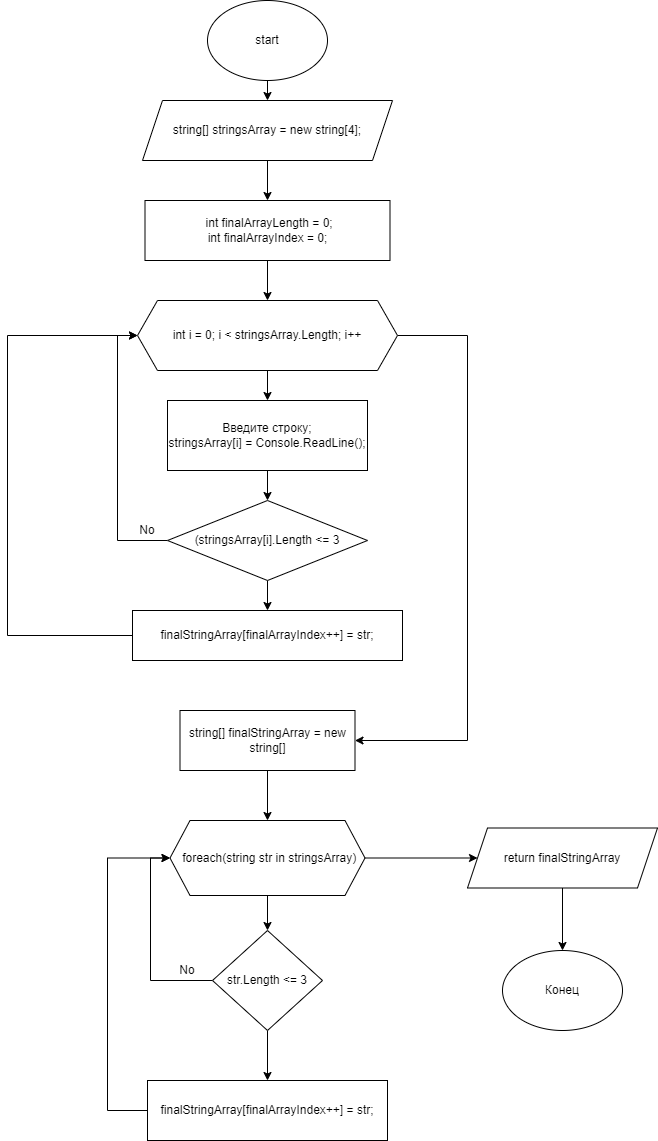 start
string[] stringsArray = new string[4];
int finalArrayLength = 0;
int finalArrayIndex = 0;
int i = 0; i < stringsArray.Length; i++
Введите строку;
stringsArray[i] = Console.ReadLine();
No
(stringsArray[i].Length <= 3
finalStringArray[finalArrayIndex++] = str;
string[] finalStringArray = new
string[]
foreach(string str in stringsArray)
return finalStringArray
No
str.Length <= 3
Конец
finalStringArray[finalArrayIndex++] = str;